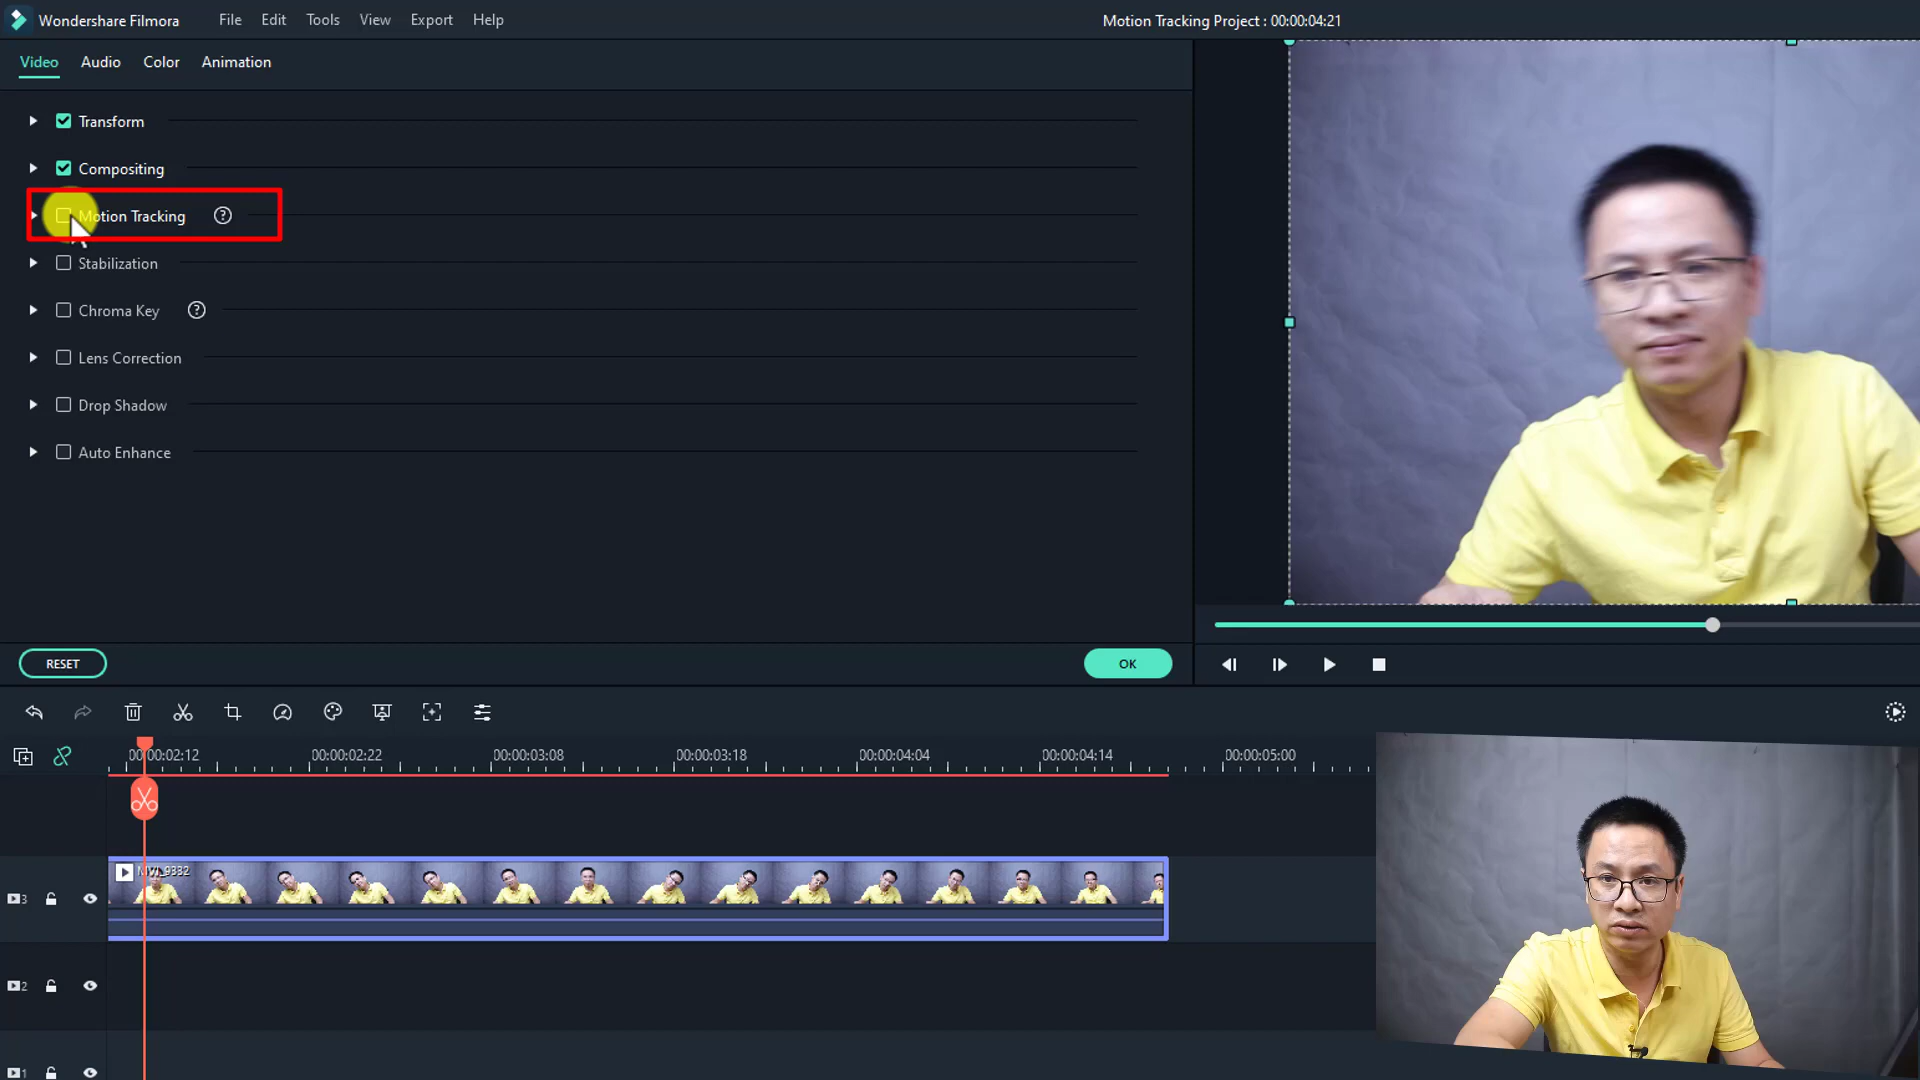 Wondershare Filmora File Edit Tools View Export Help Motion Tracking Project : 00:00:04:21
Video Audio Color Animation
Transform
Compositing
Motion Tracking ?
Stabilization
Chroma Key ?
Lens Correction
Drop Shadow
Auto Enhance
RESET OK
00:00:02:12 00:00:02:22 00:00:03:08 00:00:03:18 00:00:04:04 00:00:04:14 00:00:05:00
MVI_9332
3
2
1